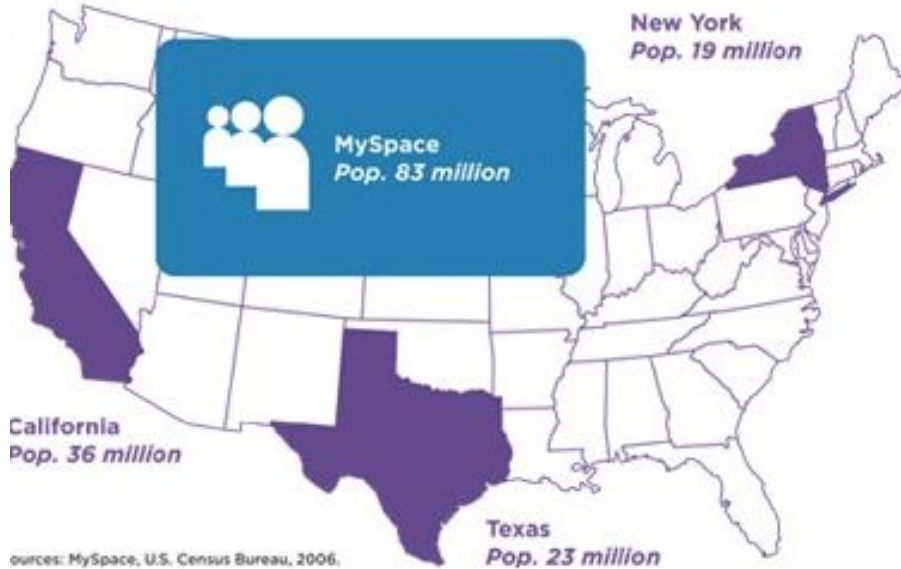 New York
Pop. 19 million
MySpace
Pop. 83 million
California
Pop. 36 million
Texas
Pop. 23 million
ources: MySpace, U.S. Census Bureau, 2006.